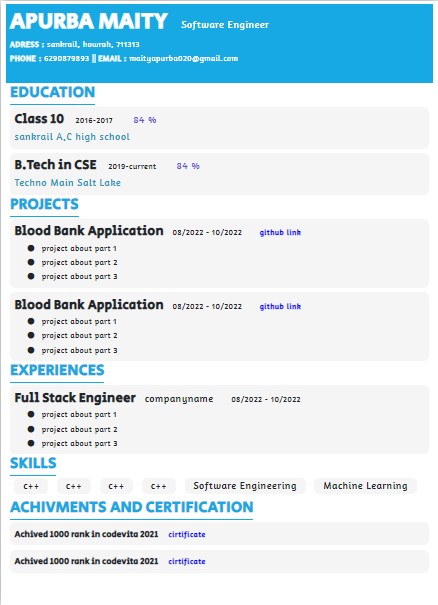 APURBA MAITY Software Engineer
ADRESS : sankrail, howrah, 711313
PHONE : 6290879893 || EMAIL : maityapurba020@gmail.com
EDUCATION
Class 10 2016-2017 84 %
sankrail A,C high school
B.Tech in CSE 2019-current 84 %
Techno Main Salt Lake
PROJECTS
Blood Bank Application 08/2022 - 10/2022 github link
● project about part 1
● project about part 2
● project about part 3
Blood Bank Application 08/2022 - 10/2022 github link
● project about part 1
● project about part 2
● project about part 3
EXPERIENCES
Full Stack Engineer companyname 08/2022 - 10/2022
● project about part 1
● project about part 2
● project about part 3
SKILLS
c++ c++ c++ c++ Software Engineering Machine Learning
ACHIVMENTS AND CERTIFICATION
Achived 1000 rank in codevita 2021 cirtificate
Achived 1000 rank in codevita 2021 cirtificate